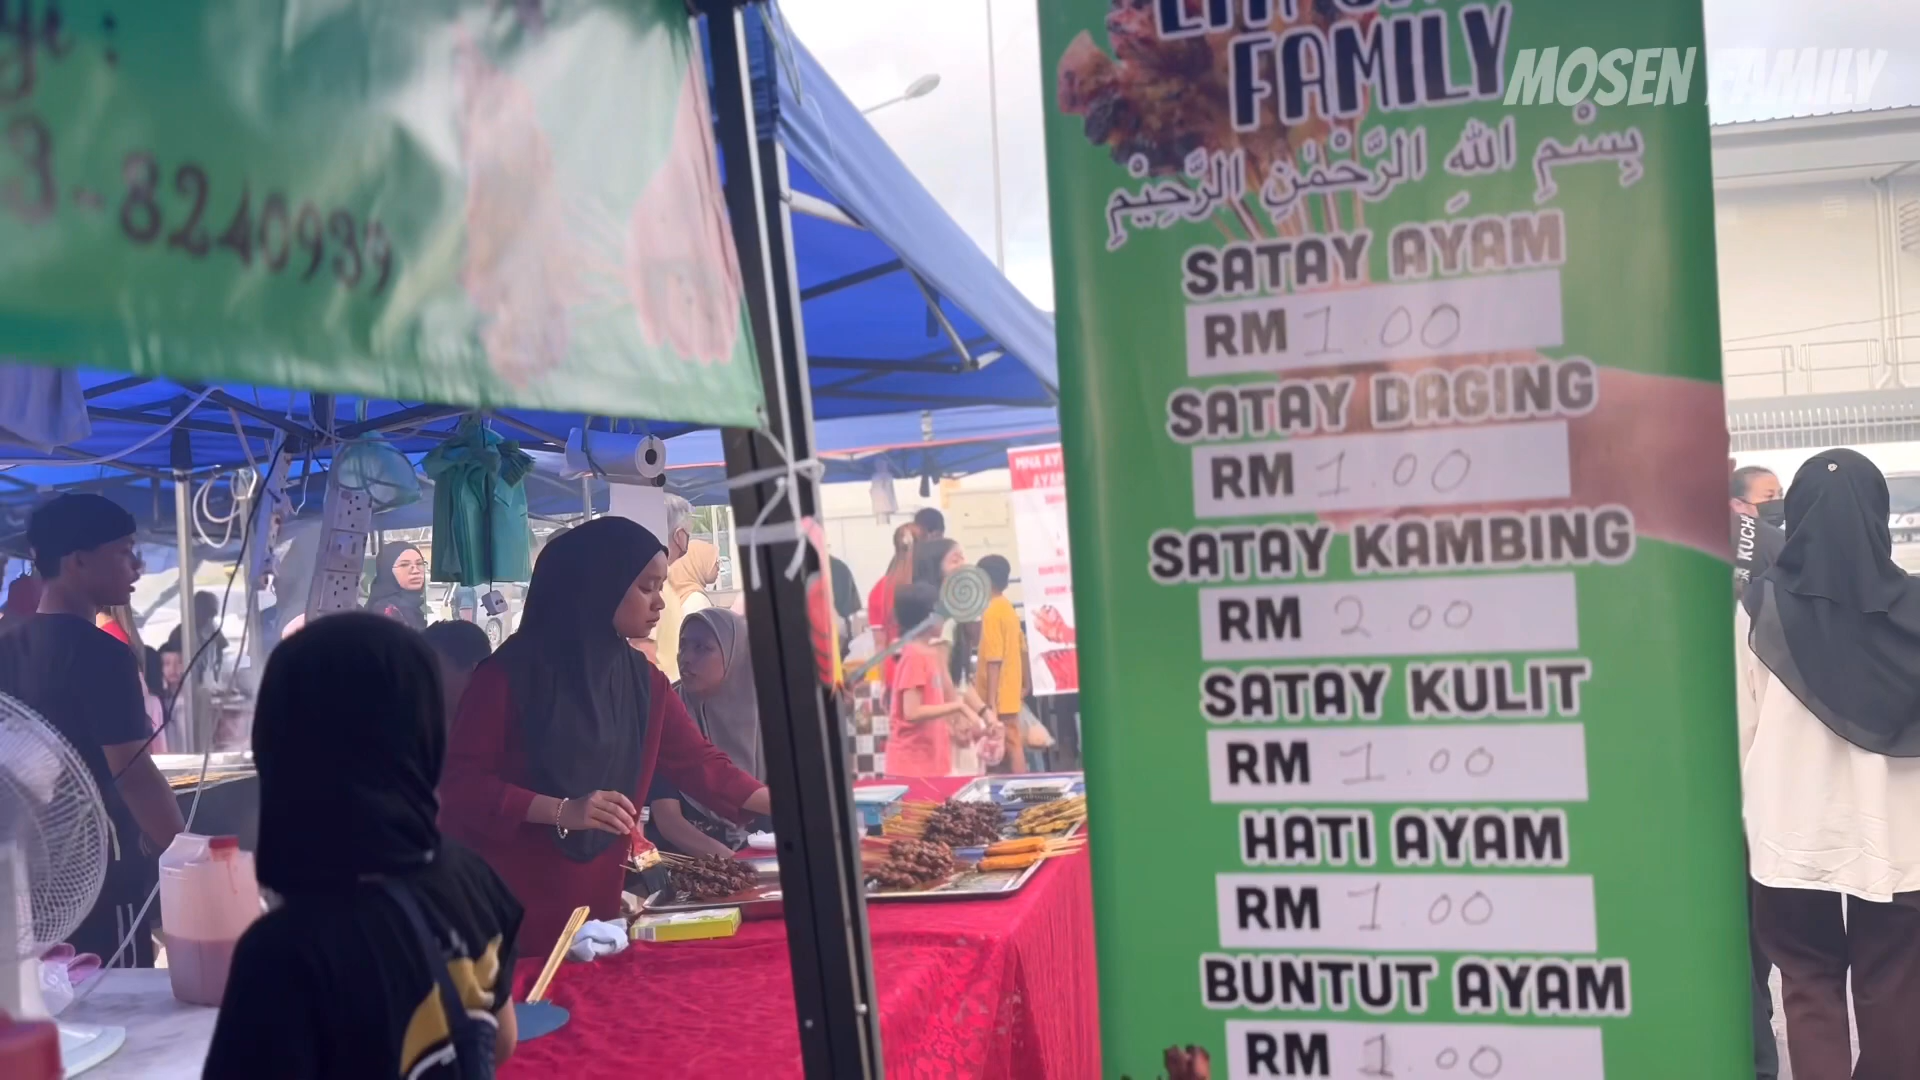 3-8240939
FAMILY
MOSEN FAMILY
بِسْمِ اللهِ الرَّحْمٰنِ الرَّحِيْمِ
SATAY AYAM
RM 1.00
SATAY DAGING
RM 1.00
SATAY KAMBING
RM 2.00
SATAY KULIT
RM 1.00
HATI AYAM
RM 1.00
BUNTUT AYAM
RM 1.00
KUCHI